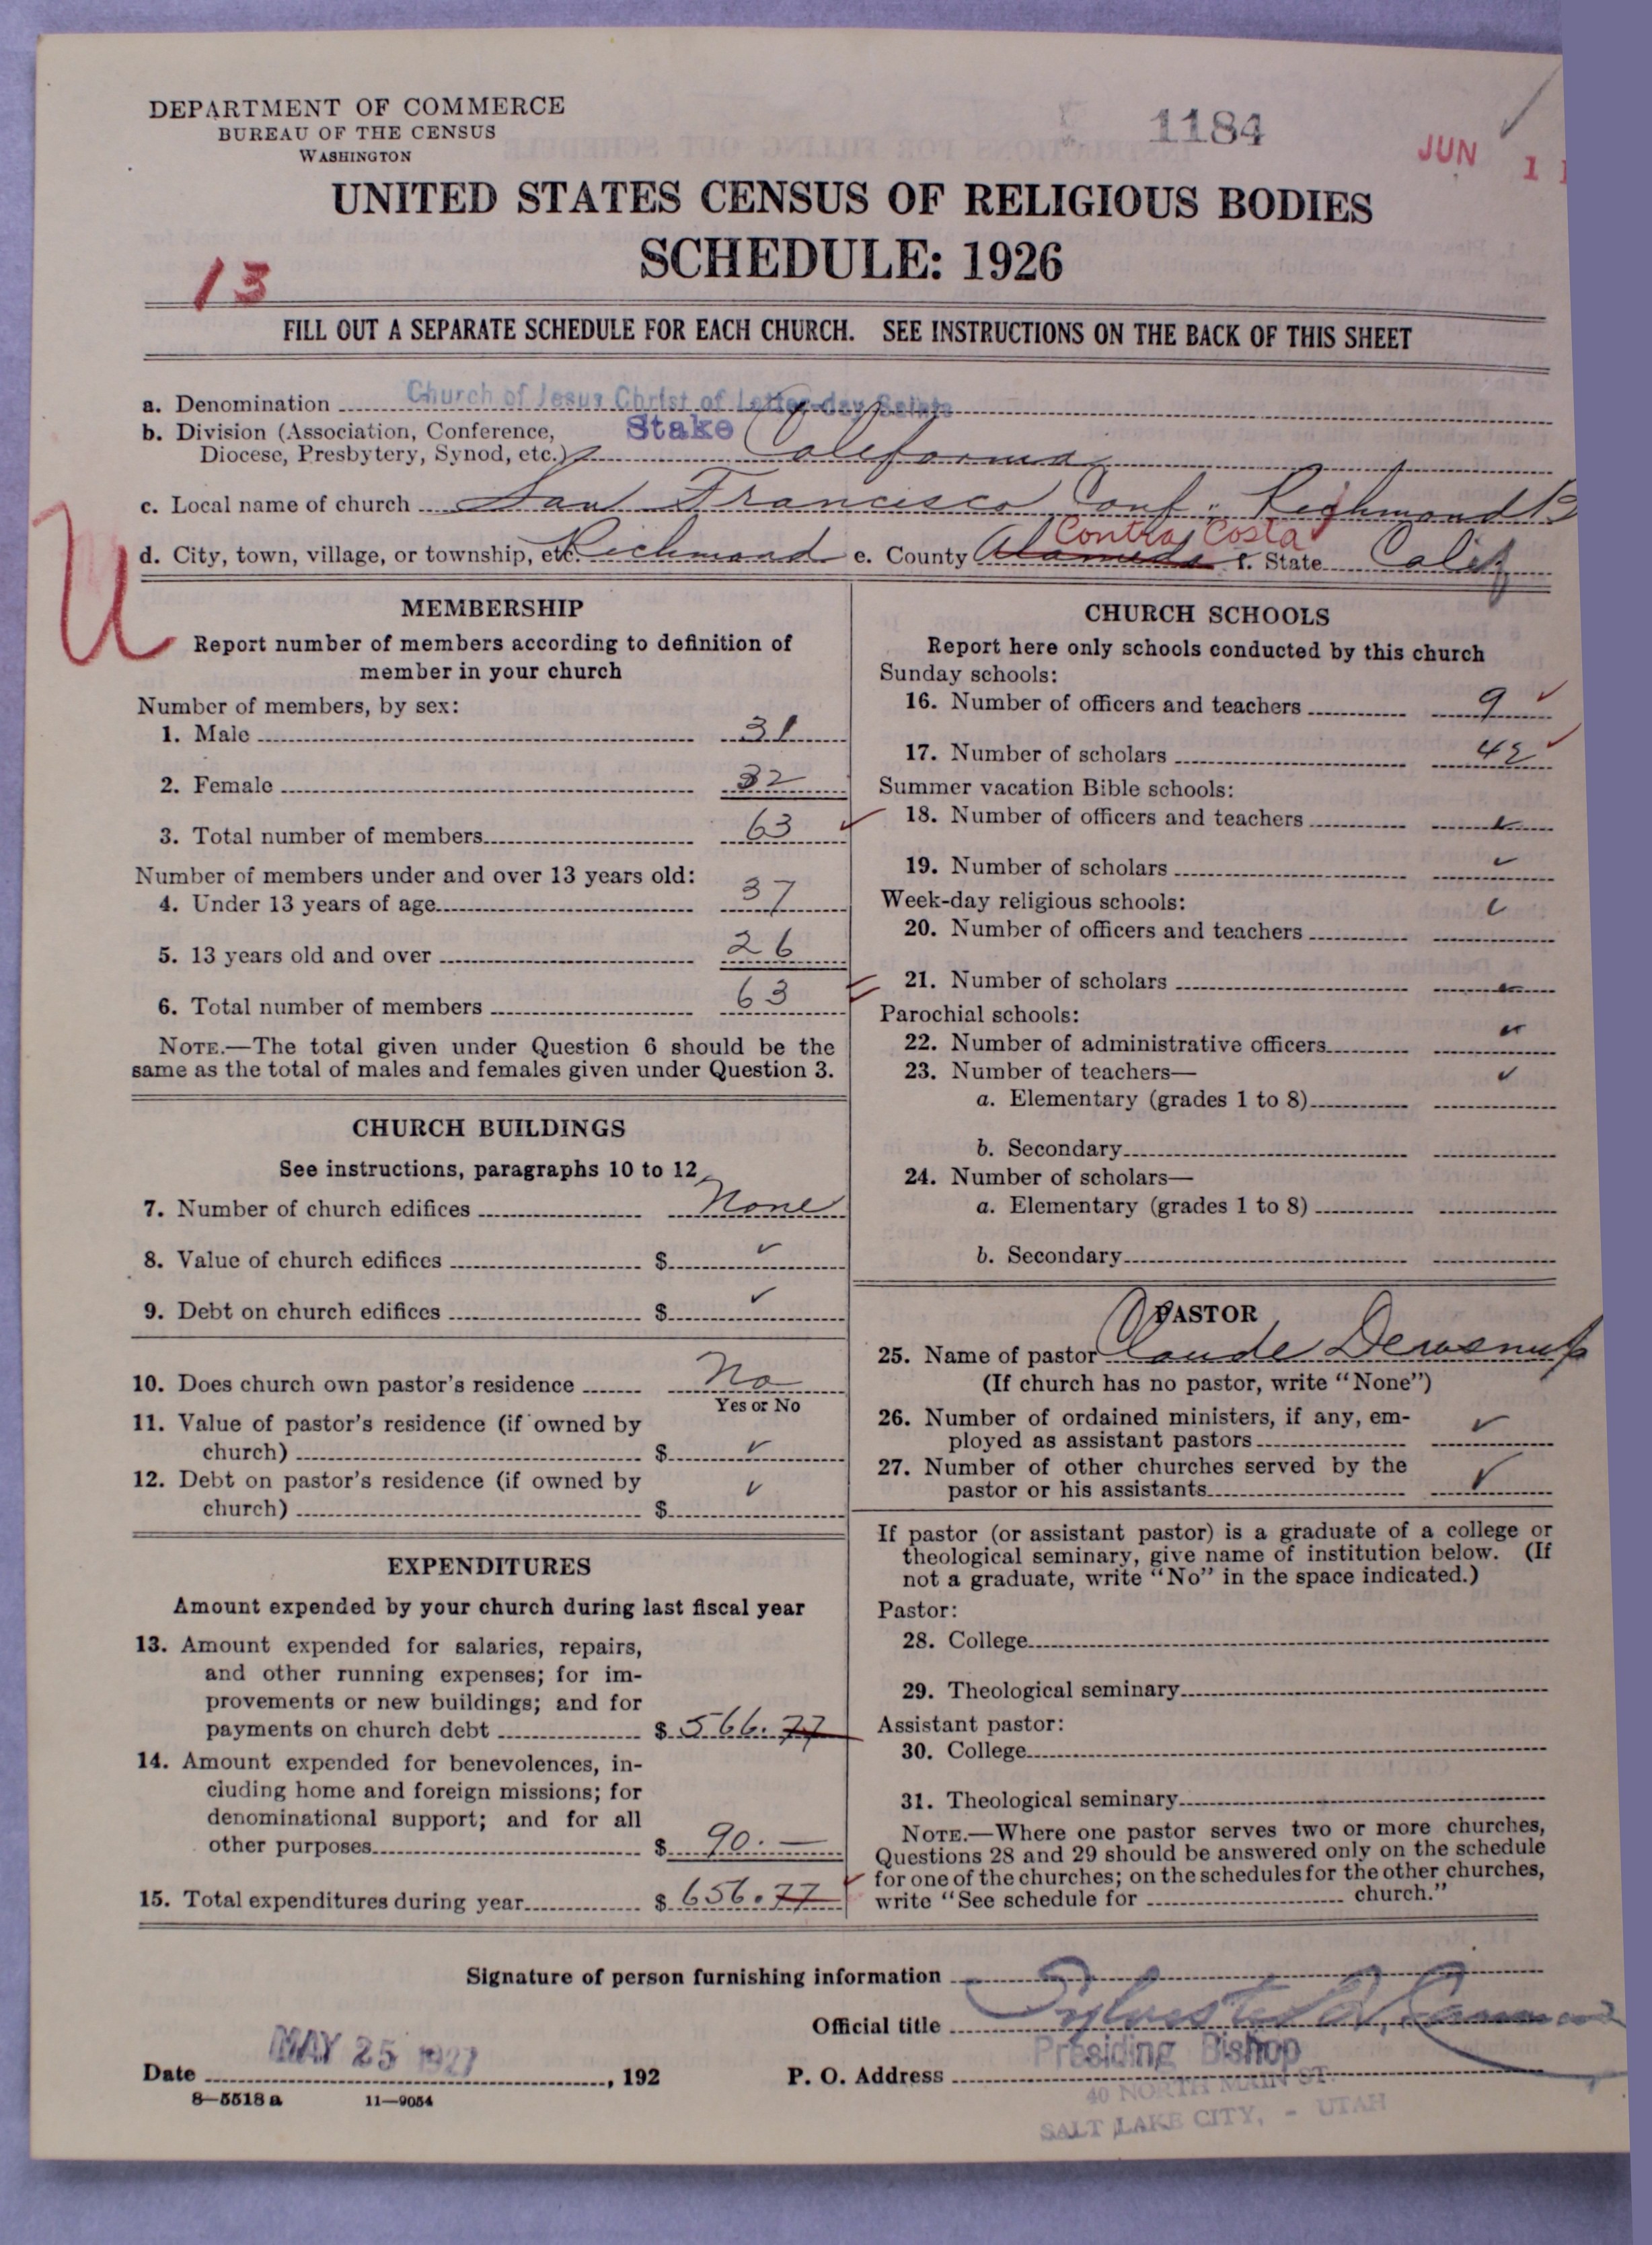 DEPARTMENT OF COMMERCE
BUREAU OF THE CENSUS
WASHINGTON
1184
JUN 1 1
UNITED STATES CENSUS OF RELIGIOUS BODIES
SCHEDULE: 1926
13
FILL OUT A SEPARATE SCHEDULE FOR EACH CHURCH. SEE INSTRUCTIONS ON THE BACK OF THIS SHEET
a. Denomination Church of Jesus Christ of Latter-day Saints
b. Division (Association, Conference, Stake
Diocese, Presbytery, Synod, etc.) California
c. Local name of church San Francisco Conf. Richmond
Contra Costa
d. City, town, village, or township, etc. Richmond e. County Alameda f. State Calif
U
MEMBERSHIP
Report number of members according to definition of
member in your church
Number of members, by sex:
1. Male 31
2. Female 32
3. Total number of members 63
Number of members under and over 13 years old:
4. Under 13 years of age 37
5. 13 years old and over 26
6. Total number of members 63
NOTE.—The total given under Question 6 should be the
same as the total of males and females given under Question 3.
CHURCH BUILDINGS
See instructions, paragraphs 10 to 12
7. Number of church edifices None
8. Value of church edifices $
9. Debt on church edifices $
10. Does church own pastor's residence No
Yes or No
11. Value of pastor's residence (if owned by
church) $
12. Debt on pastor's residence (if owned by
church) $
EXPENDITURES
Amount expended by your church during last fiscal year
13. Amount expended for salaries, repairs,
and other running expenses; for im-
provements or new buildings; and for
payments on church debt $ 566.77
14. Amount expended for benevolences, in-
cluding home and foreign missions; for
denominational support; and for all
other purposes $ 90.—
15. Total expenditures during year $ 656.77
CHURCH SCHOOLS
Report here only schools conducted by this church
Sunday schools:
16. Number of officers and teachers 9
17. Number of scholars 42
Summer vacation Bible schools:
18. Number of officers and teachers
19. Number of scholars
Week-day religious schools:
20. Number of officers and teachers
21. Number of scholars
Parochial schools:
22. Number of administrative officers
23. Number of teachers—
a. Elementary (grades 1 to 8)
b. Secondary
24. Number of scholars—
a. Elementary (grades 1 to 8)
b. Secondary
PASTOR
25. Name of pastor Claude Dewsnup
(If church has no pastor, write "None")
26. Number of ordained ministers, if any, em-
ployed as assistant pastors
27. Number of other churches served by the
pastor or his assistants
If pastor (or assistant pastor) is a graduate of a college or
theological seminary, give name of institution below. (If
not a graduate, write "No" in the space indicated.)
Pastor:
28. College
29. Theological seminary
Assistant pastor:
30. College
31. Theological seminary
NOTE.—Where one pastor serves two or more churches,
Questions 28 and 29 should be answered only on the schedule
for one of the churches; on the schedules for the other churches,
write "See schedule for church."
Signature of person furnishing information Sylvester Q. Cannon
Official title Presiding Bishop
Date MAY 25 1927, 192
P. O. Address 40 NORTH MAIN ST.
SALT LAKE CITY, - UTAH
8—5518 a 11—9054